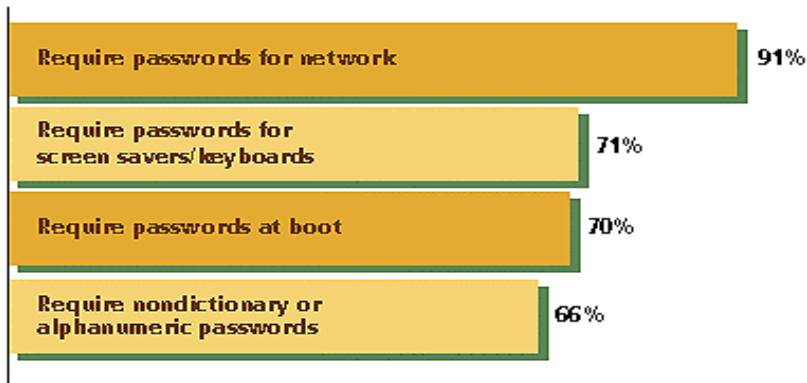 Require passwords for network 91%
Require passwords for
screen savers/keyboards 71%
Require passwords at boot 70%
Require nondictionary or
alphanumeric passwords 66%